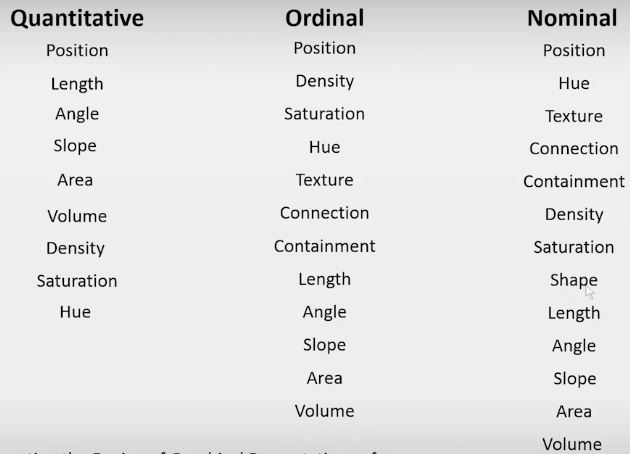 Quantitative Ordinal Nominal
Position Position Position
Length Density Hue
Angle Saturation Texture
Slope Hue Connection
Area Texture Containment
Volume Connection Density
Density Containment Saturation
Saturation Length Shape
Hue Angle Length
Slope Angle
Area Slope
Volume Area
Volume